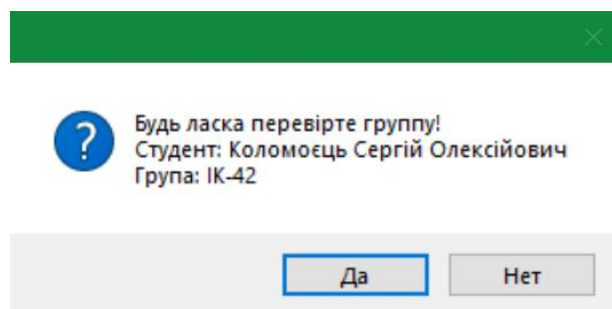 Будь ласка перевірте группу!
Студент: Коломоєць Сергій Олексійович
Група: ІК-42
Да Нет